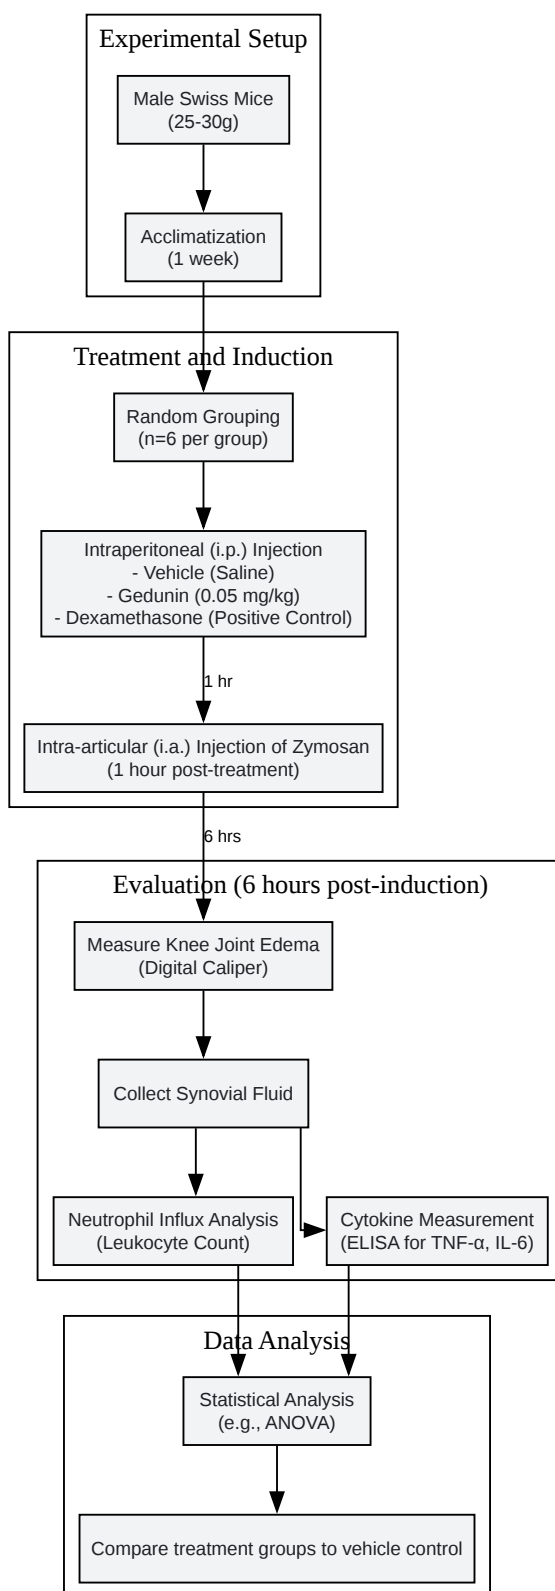 Experimental Setup
Male Swiss Mice
(25-30g)
Acclimatization
(1 week)
Treatment and Induction
Random Grouping
(n=6 per group)
Intraperitoneal (i.p.) Injection
- Vehicle (Saline)
- Gedunin (0.05 mg/kg)
- Dexamethasone (Positive Control)
1 hr
Intra-articular (i.a.) Injection of Zymosan
(1 hour post-treatment)
6 hrs
Evaluation (6 hours post-induction)
Measure Knee Joint Edema
(Digital Caliper)
Collect Synovial Fluid
Neutrophil Influx Analysis
(Leukocyte Count)
Cytokine Measurement
(ELISA for TNF-α, IL-6)
Data Analysis
Statistical Analysis
(e.g., ANOVA)
Compare treatment groups to vehicle control